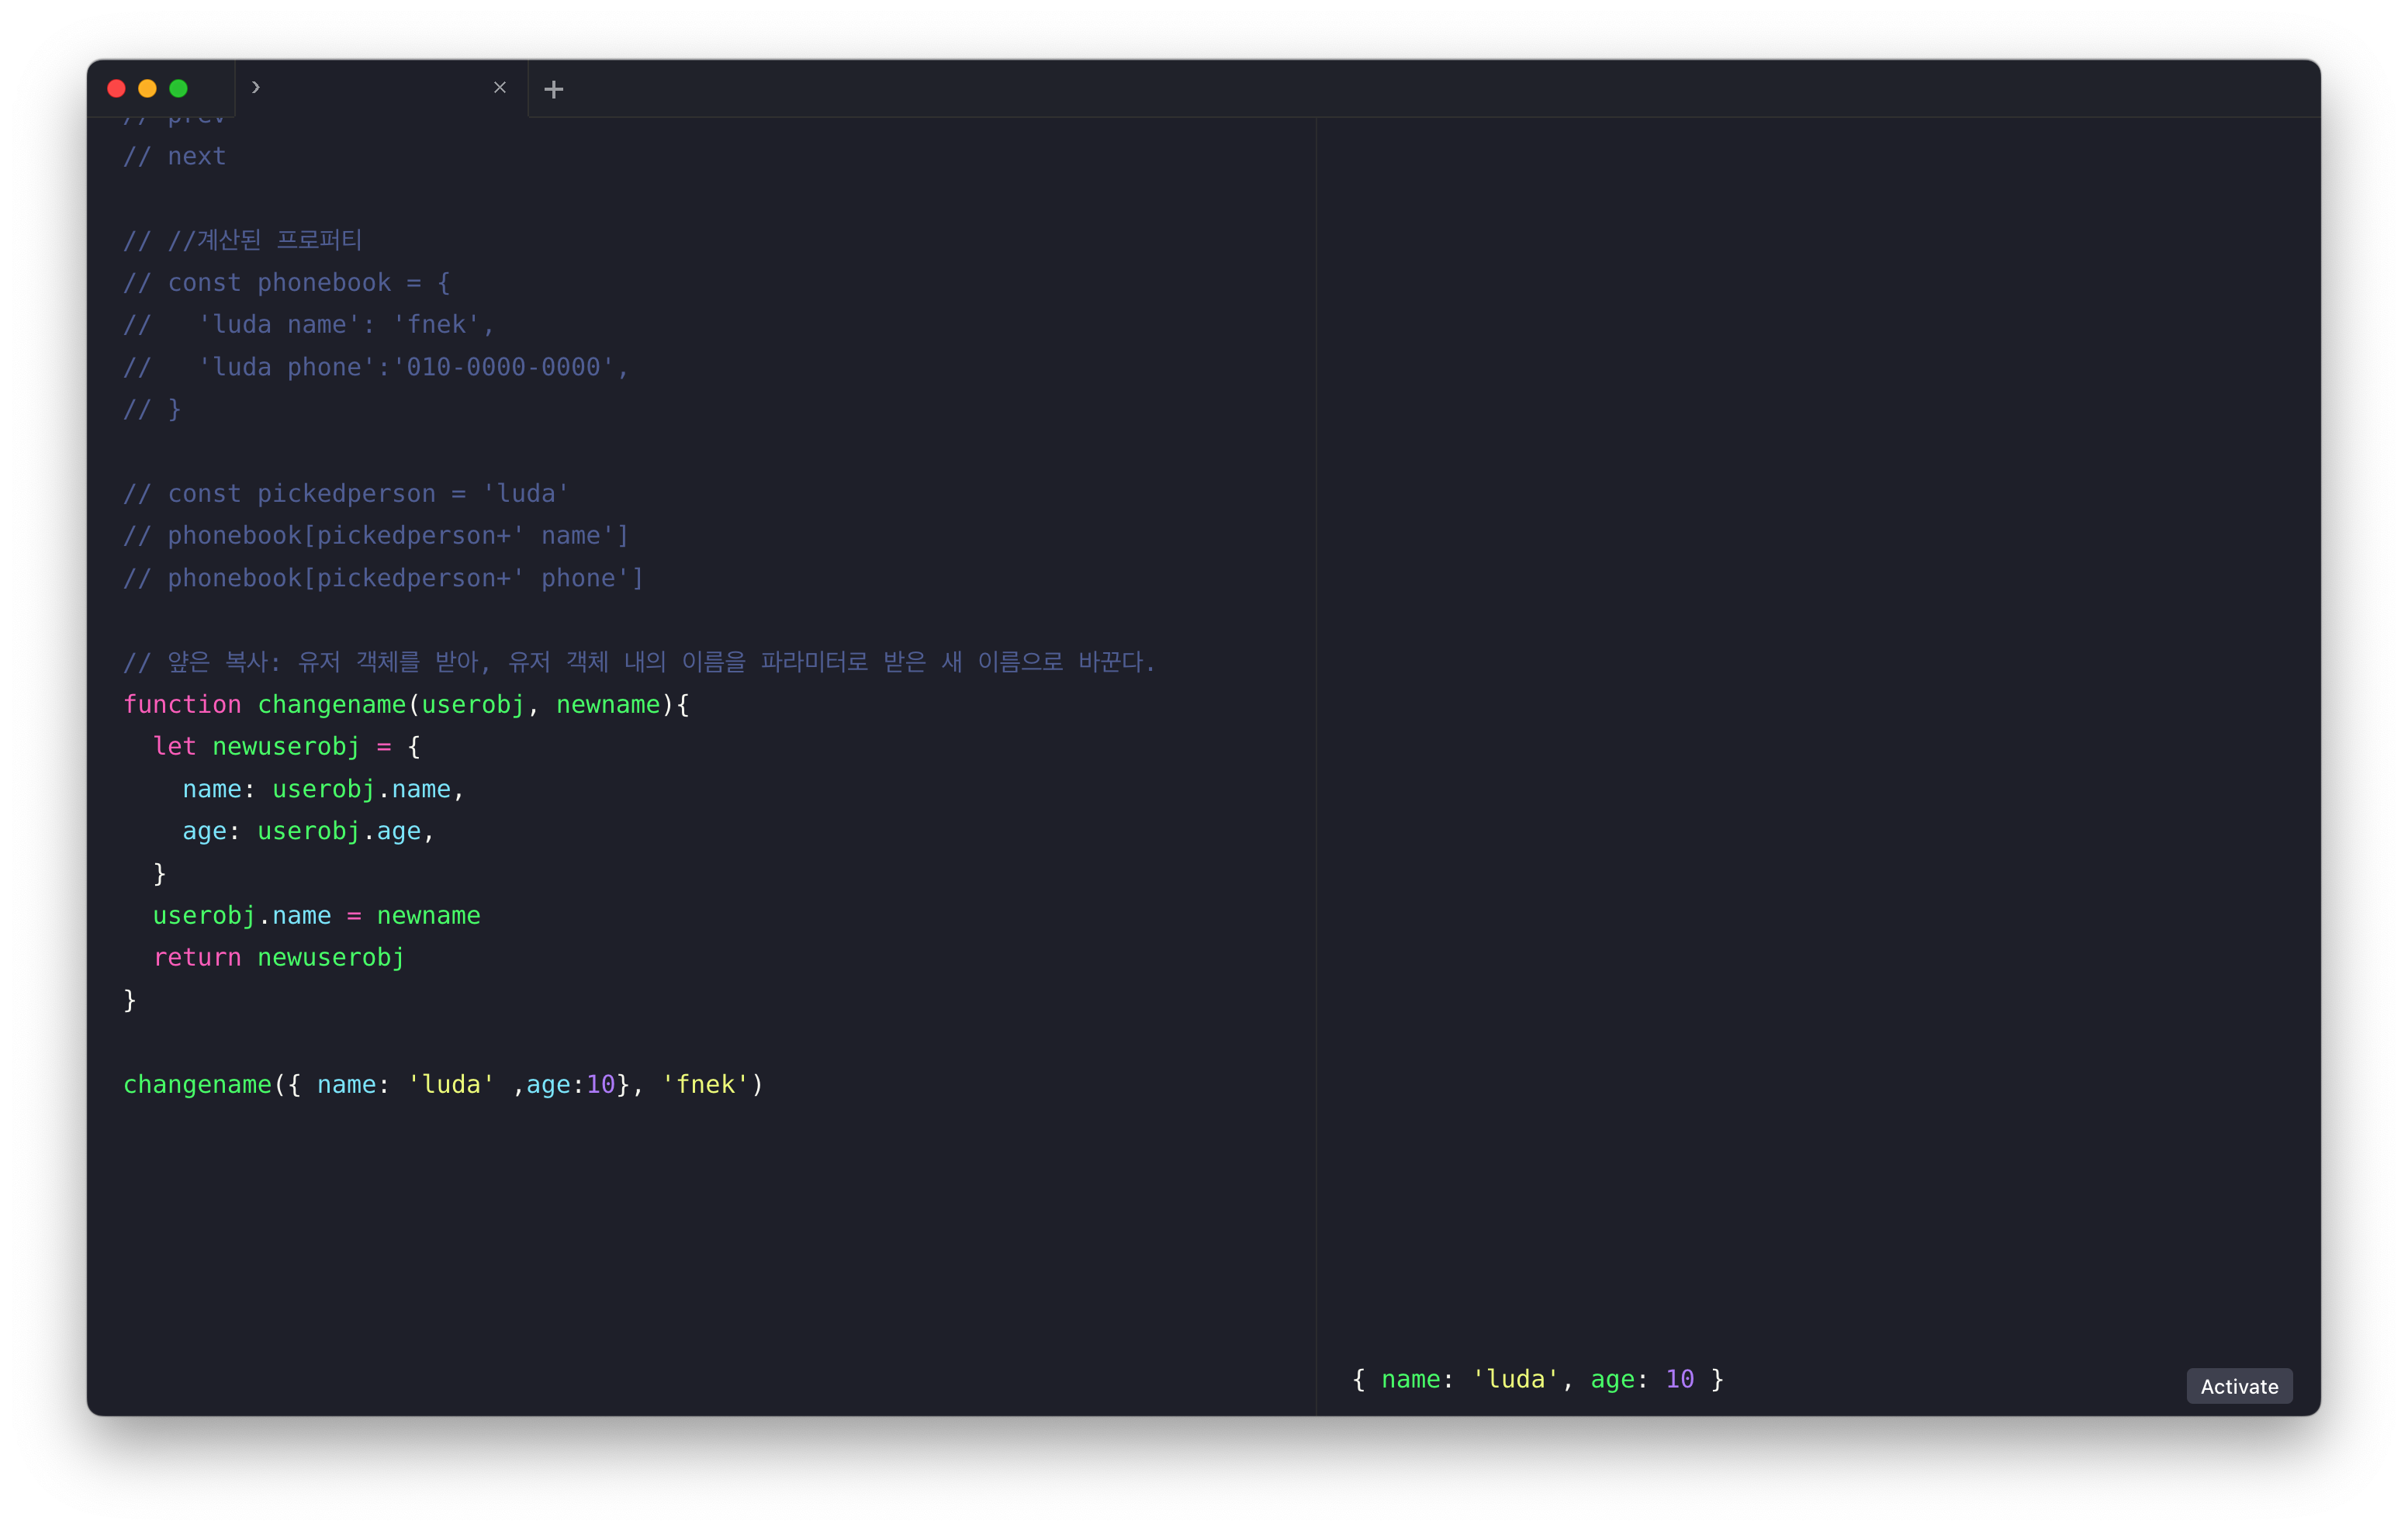 // prev
// next
// //계산된 프로퍼티
// const phonebook = {
//   'luda name': 'fnek',
//   'luda phone':'010-0000-0000',
// }
// const pickedperson = 'luda'
// phonebook[pickedperson+' name']
// phonebook[pickedperson+' phone']
// 얖은 복사: 유저 객체를 받아, 유저 객체 내의 이름을 파라미터로 받은 새 이름으로 바꾼다.
function changename(userobj, newname){
  let newuserobj = {
    name: userobj.name,
    age: userobj.age,
  }
  userobj.name = newname
  return newuserobj
}
changename({ name: 'luda' ,age:10}, 'fnek')
{ name: 'luda', age: 10 }
Activate